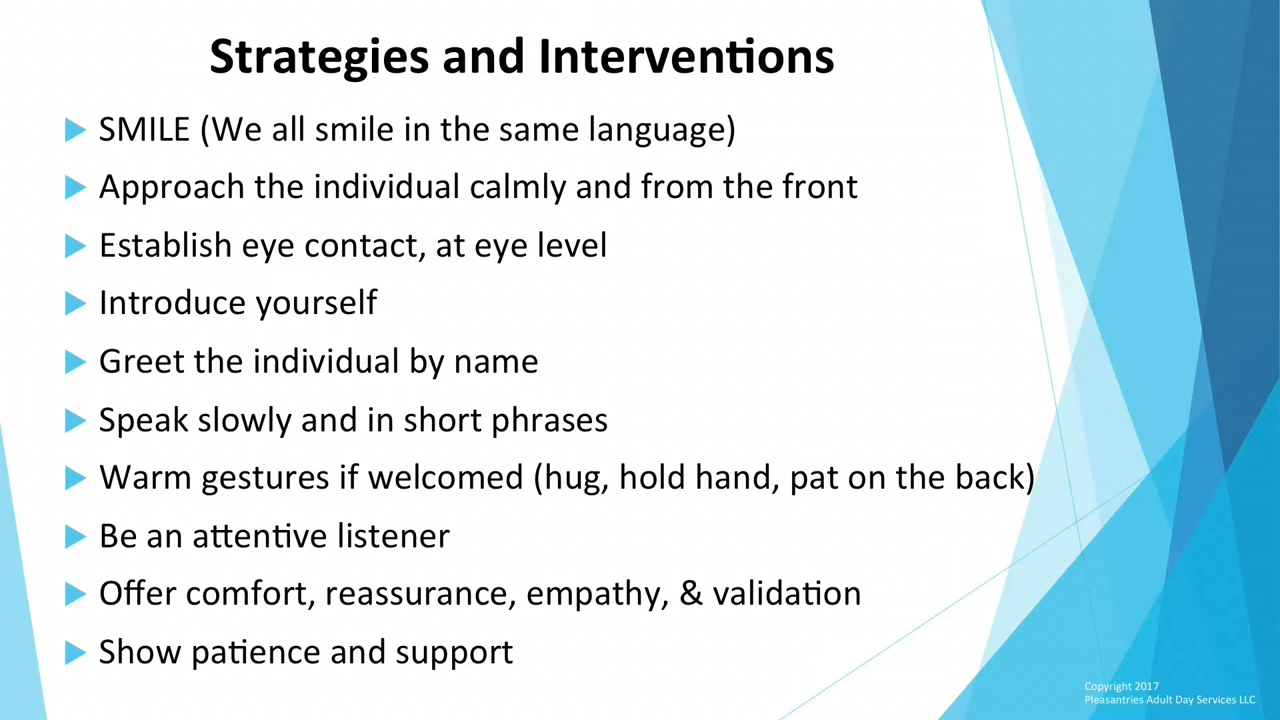 Strategies and Interventions
SMILE (We all smile in the same language)
Approach the individual calmly and from the front
Establish eye contact, at eye level
Introduce yourself
Greet the individual by name
Speak slowly and in short phrases
Warm gestures if welcomed (hug, hold hand, pat on the back)
Be an attentive listener
Offer comfort, reassurance, empathy, & validation
Show patience and support
Copyright 2017
Pleasantries Adult Day Services LLC